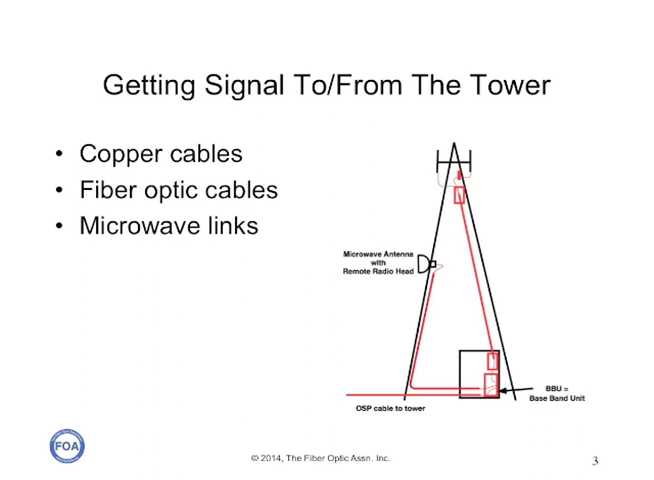 Getting Signal To/From The Tower
• Copper cables
• Fiber optic cables
• Microwave links
Microwave Antenna
with
Remote Radio Head
BBU =
Base Band Unit
OSP cable to tower
FOA
© 2014, The Fiber Optic Assn. Inc.
3